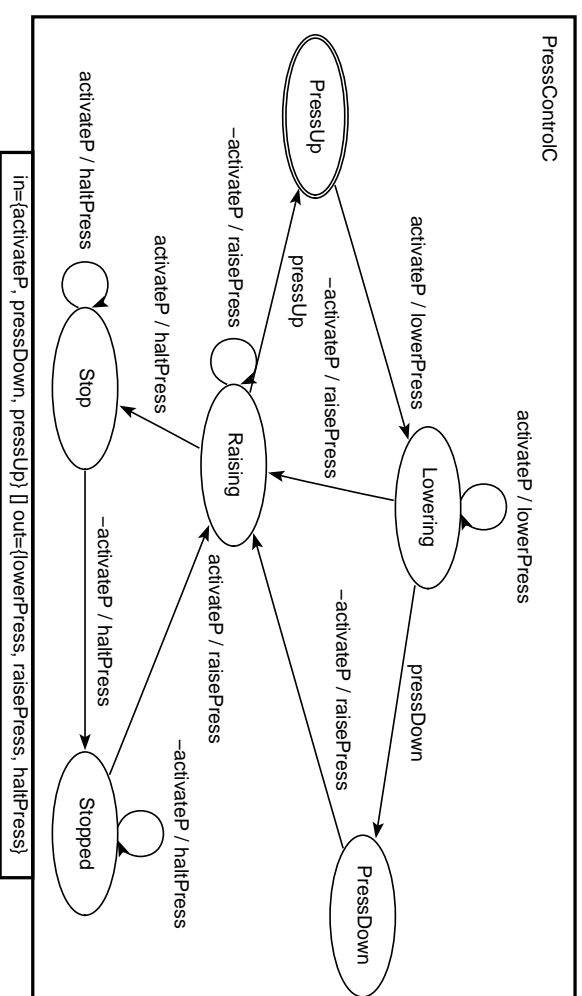 PressControlC
PressUp
activateP / lowerPress
activateP / lowerPress
Lowering
pressDown
PressDown
–activateP / raisePress
–activateP / raisePress
pressUp
–activateP / raisePress
Raising
activateP / haltPress
activateP / raisePress
activateP / haltPress
Stop
–activateP / haltPress
–activateP / haltPress
Stopped
in={activateP, pressDown, pressUp} [] out={lowerPress, raisePress, haltPress}